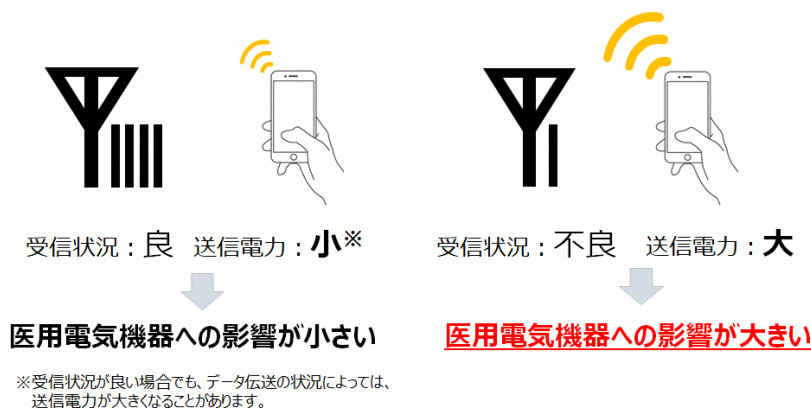 受信状況：良 送信電力：小※
医用電気機器への影響が小さい
※受信状況が良い場合でも、データ伝送の状況によっては、
送信電力が大きくなることがあります。
受信状況：不良 送信電力：大
医用電気機器への影響が大きい